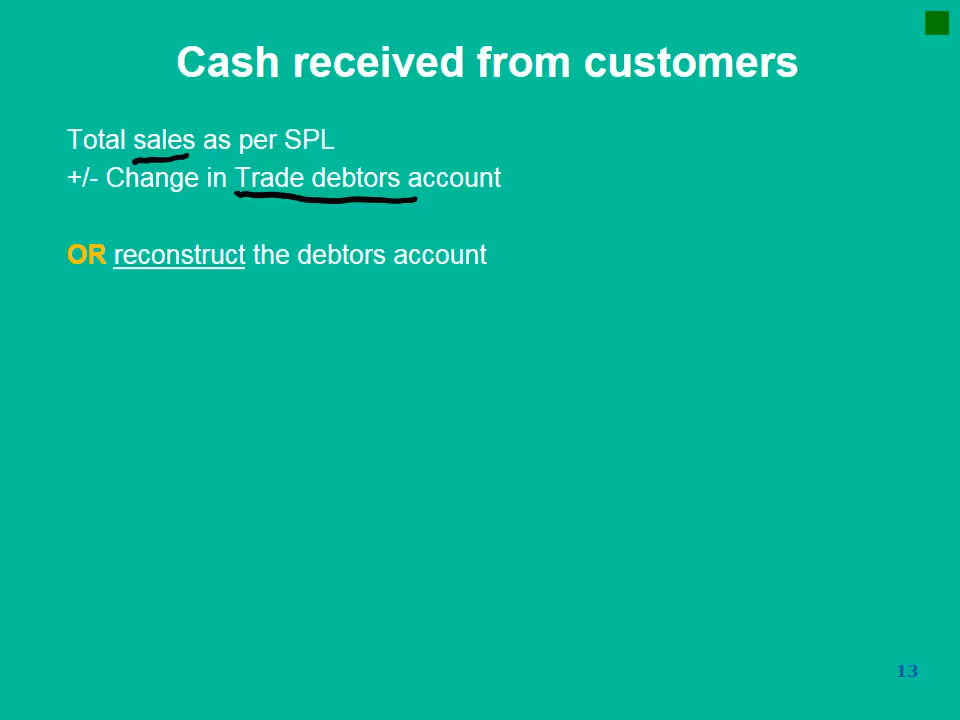 Cash received from customers
Total sales as per SPL
+/- Change in Trade debtors account
OR reconstruct the debtors account
13